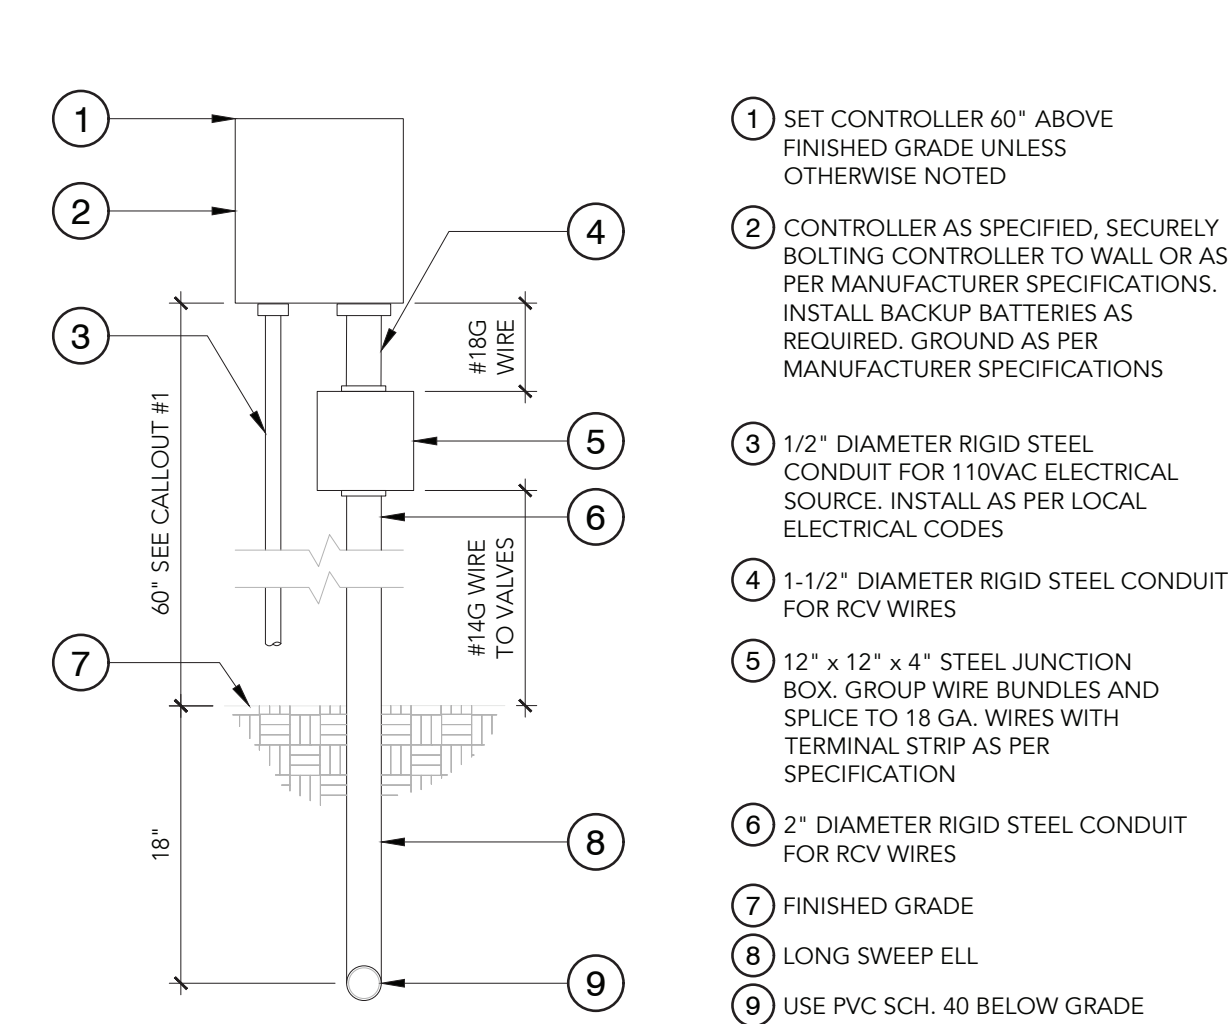 1
2
3
4
5
6
7
8
9
#18G
WIRE
60" SEE CALLOUT #1
#14G WIRE
TO VALVES
18"
1 SET CONTROLLER 60" ABOVE
FINISHED GRADE UNLESS
OTHERWISE NOTED
2 CONTROLLER AS SPECIFIED, SECURELY
BOLTING CONTROLLER TO WALL OR AS
PER MANUFACTURER SPECIFICATIONS.
INSTALL BACKUP BATTERIES AS
REQUIRED. GROUND AS PER
MANUFACTURER SPECIFICATIONS
3 1/2" DIAMETER RIGID STEEL
CONDUIT FOR 110VAC ELECTRICAL
SOURCE. INSTALL AS PER LOCAL
ELECTRICAL CODES
4 1-1/2" DIAMETER RIGID STEEL CONDUIT
FOR RCV WIRES
5 12" x 12" x 4" STEEL JUNCTION
BOX. GROUP WIRE BUNDLES AND
SPLICE TO 18 GA. WIRES WITH
TERMINAL STRIP AS PER
SPECIFICATION
6 2" DIAMETER RIGID STEEL CONDUIT
FOR RCV WIRES
7 FINISHED GRADE
8 LONG SWEEP ELL
9 USE PVC SCH. 40 BELOW GRADE